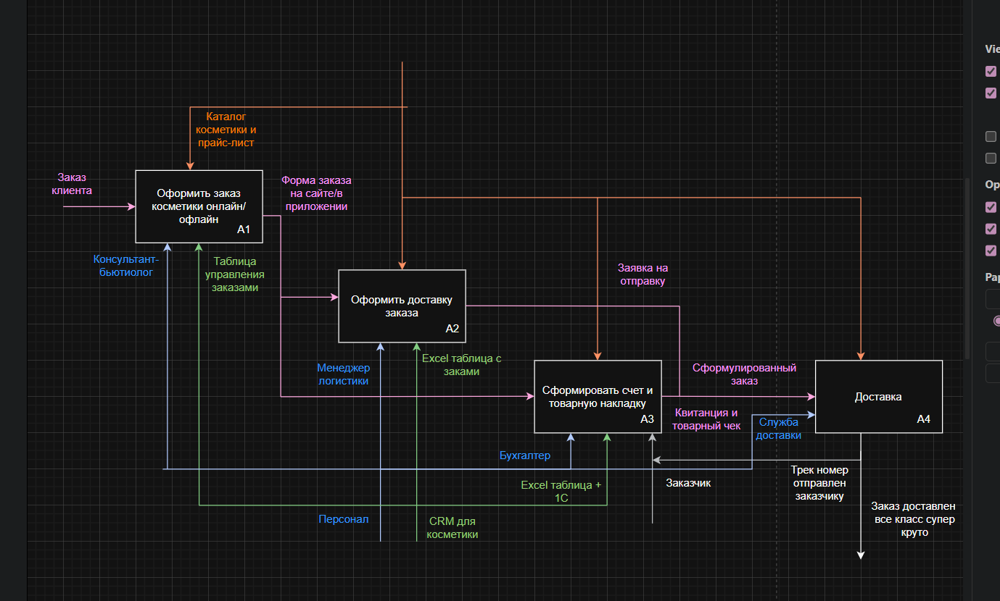 Vie
Каталог
косметики и
прайс-лист
Заказ
клиента
Оформить заказ
косметики онлайн/
офлайн
A1
Форма заказа
на сайте/в
приложении
Op
Консультант-
бьютиолог
Таблица
управления
заказами
Заявка на
отправку
Pap
Оформить доставку
заказа
A2
Менеджер
логистики
Excel таблица с
заками
Сформировать счет и
товарную накладку
A3
Сформулированный
заказ
Квитанция и
товарный чек
Доставка
A4
Служба
доставки
Бухгалтер
Excel таблица +
1С
Заказчик
Трек номер
отправлен
заказчику
Персонал
CRM для
косметики
Заказ доставлен
все класс супер
круто